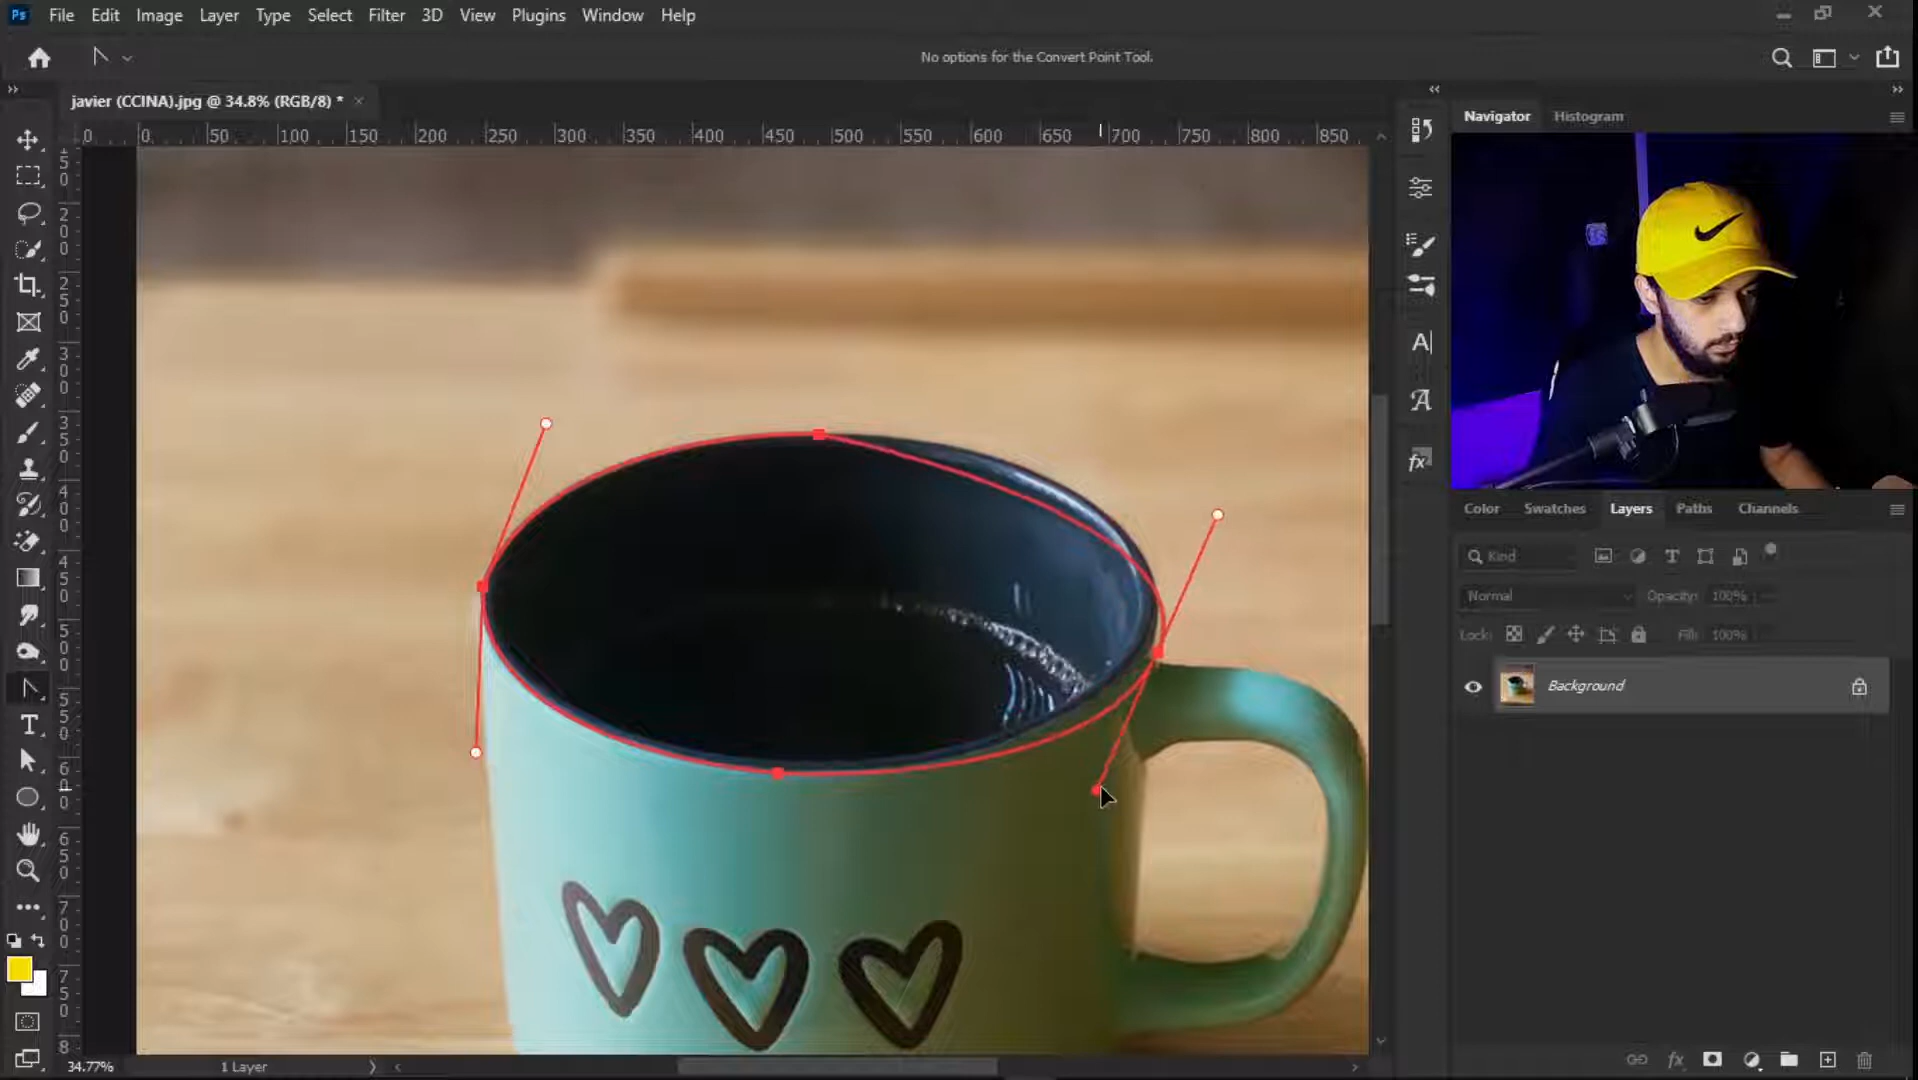 Ps File Edit Image Layer Type Select Filter 3D View Plugins Window Help
No options for the Convert Point Tool.
javier (CCINA).jpg @ 34.8% (RGB/8) * ×
0 0 50 100 150 200 250 300 350 400 450 500 550 600 650 700 750 800 850
Navigator Histogram
Color Swatches Layers Paths Channels
Kind
Normal Opacity: 100%
Lock: Fill: 100%
Background
fx
34.77% 1 Layer